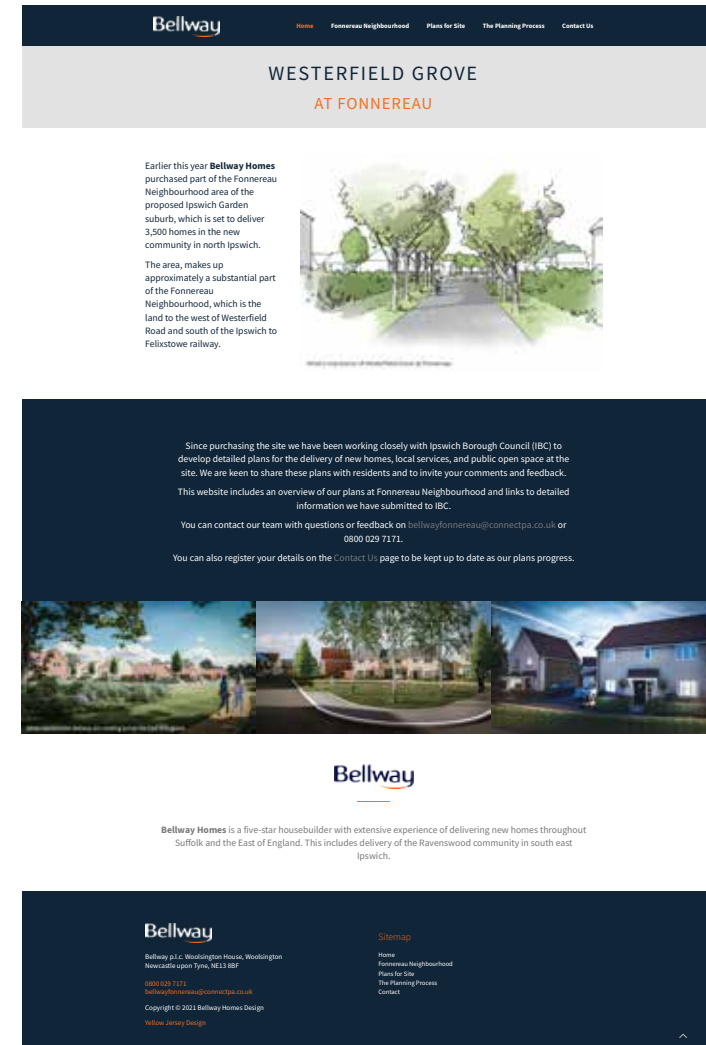 Bellway
Home Fonnereau Neighbourhood Plans for Site The Planning Process Contact Us
WESTERFIELD GROVE
AT FONNEREAU
Earlier this year Bellway Homes
purchased part of the Fonnereau
Neighbourhood area of the
proposed Ipswich Garden
suburb, which is set to deliver
3,500 homes in the new
community in north Ipswich.
The area, makes up
approximately a substantial part
of the Fonnereau
Neighbourhood, which is the
land to the west of Westerfield
Road and south of the Ipswich to
Felixstowe railway.
Since purchasing the site we have been working closely with Ipswich Borough Council (IBC) to
develop detailed plans for the delivery of new homes, local services, and public open space at the
site. We are keen to share these plans with residents and to invite your comments and feedback.
This website includes an overview of our plans at Fonnereau Neighbourhood and links to detailed
information we have submitted to IBC.
You can contact our team with questions or feedback on bellwayfonnereau@connectpa.co.uk or
0800 029 7171.
You can also register your details on the Contact Us page to be kept up to date as our plans progress.
Bellway
Bellway Homes is a five-star housebuilder with extensive experience of delivering new homes throughout
Suffolk and the East of England. This includes delivery of the Ravenswood community in south east
Ipswich.
Bellway
Bellway p.l.c. Woolsington House, Woolsington
Newcastle upon Tyne, NE13 8BF
0800 029 7171
bellwayfonnereau@connectpa.co.uk
Copyright © 2021 Bellway Homes Design
Yellow Jersey Design
Sitemap
Home
Fonnereau Neighbourhood
Plans for Site
The Planning Process
Contact